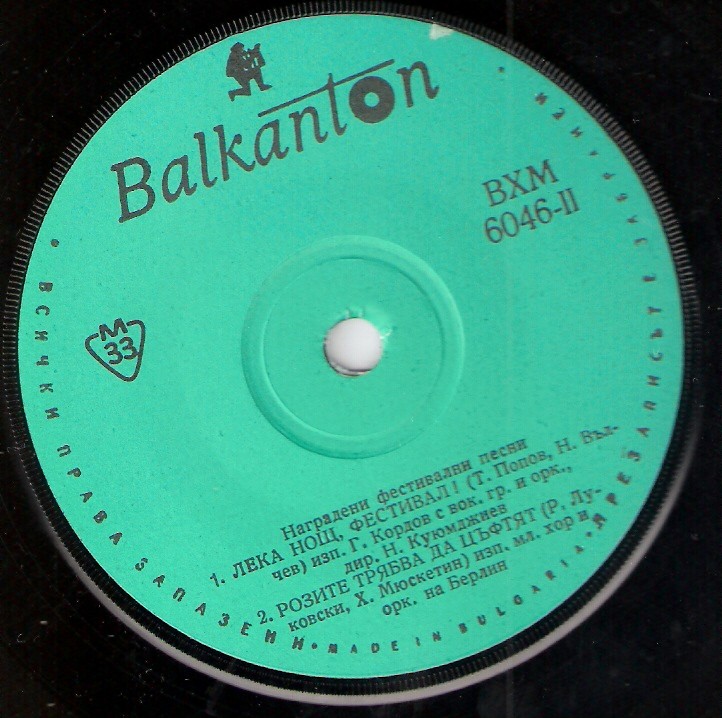 Balkanton
ВХМ
6046-II
M
33
Наградени фестивални песни
1. ЛЕКА НОЩ, ФЕСТИВАЛ! (Т. Попов, Н. Въл-
чев) изп. Г. Кордов с вок. гр. и орк.,
дир. Н. Куюмджиев
2. РОЗИТЕ ТРЯБВА ДА ЦЪФТЯТ (Р. Лу-
ковски, Х. Мюскетин) изп. мл. хор и
орк. на Берлин
• ВСИЧКИ ПРАВА ЗАПАЗЕНИ • MADE IN BULGARIA • ПРЕЗАПИСЪТ Е ЗАБРАНЕН •